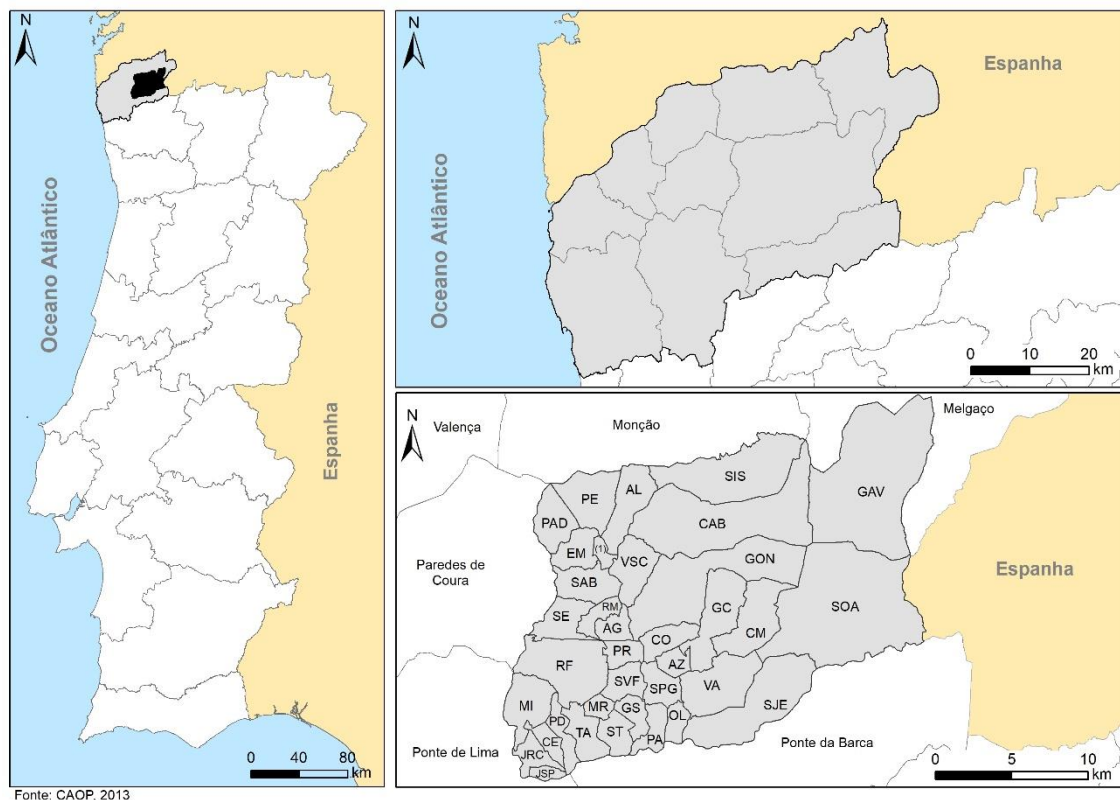 N
Oceano Atlântico
Espanha
0 40 80
km
Fonte: CAOP, 2013
N
Espanha
Oceano Atlântico
0 10 20
km
N
Valença
Monção
Melgaço
SIS
GAV
PE
AL
PAD
CAB
EM
(1)
VSC
GON
Paredes de
Coura
Espanha
SAB
SOA
RM
GC
SE
AG
CO
CM
PR
AZ
RF
SVF
SPG
VA
SJE
MI
MR
GS
OL
PD
CE
TA
ST
PA
Ponte de Lima
JRC
Ponte da Barca
JSP
0 5 10
km